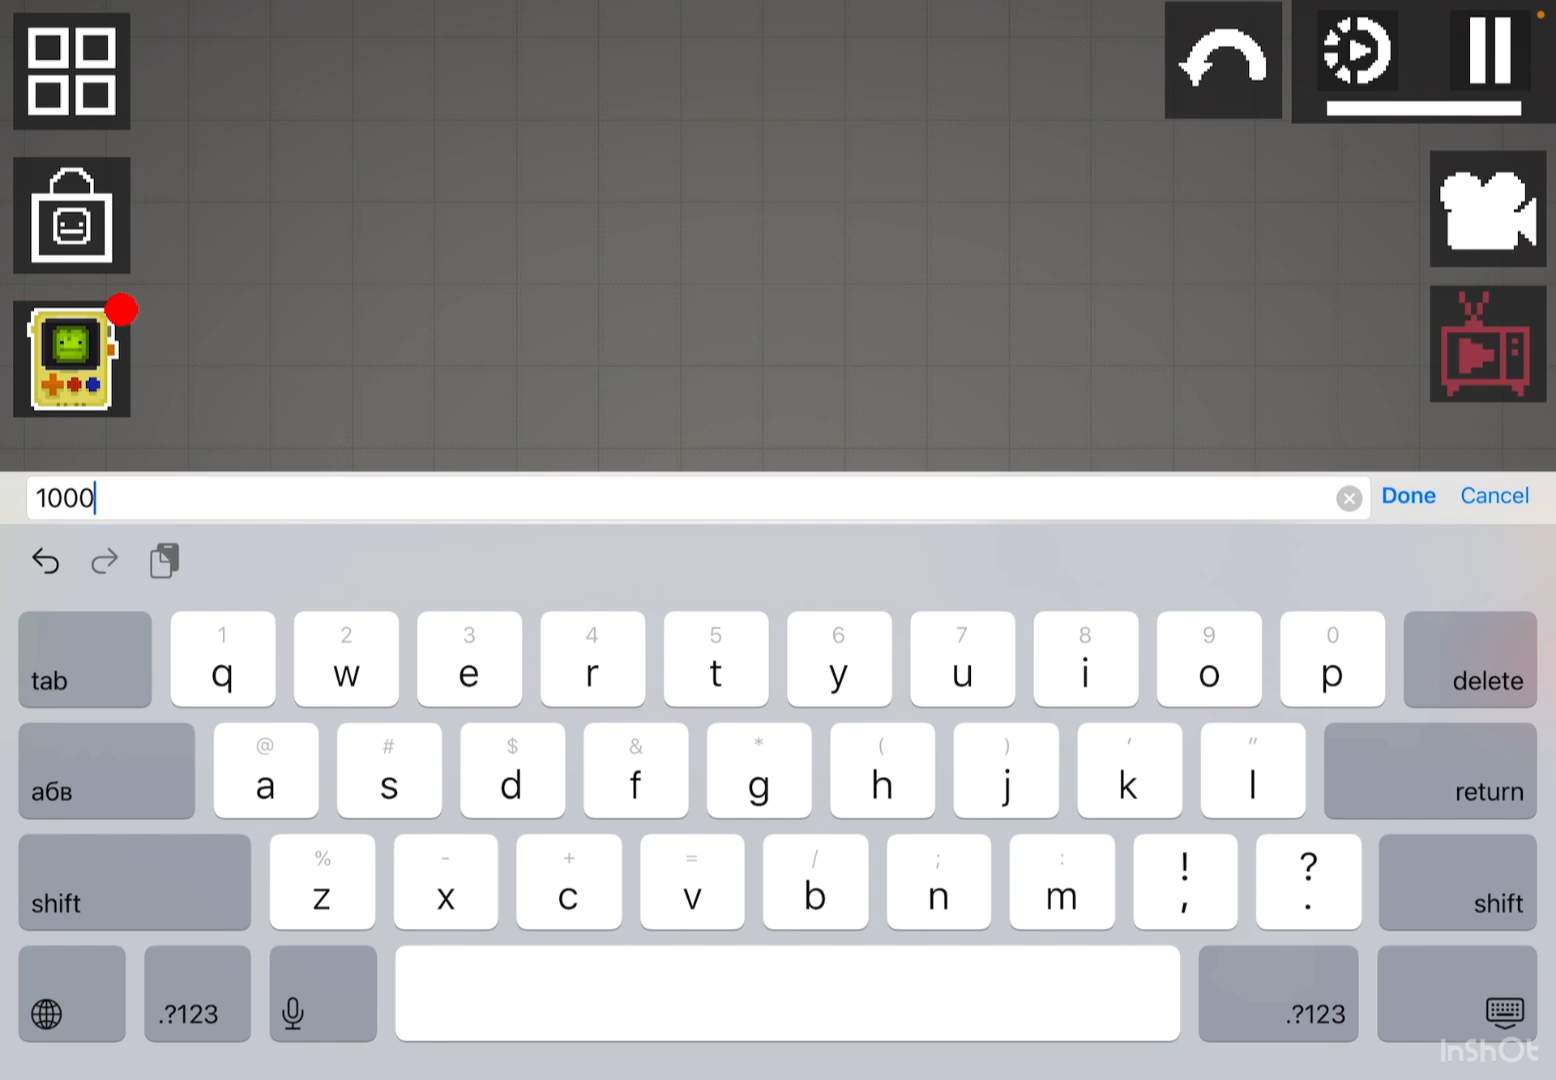 1000
Done Cancel
1 2 3 4 5 6 7 8 9 0
tab q w e r t y u i o p delete
@ # $ & * ( ) ' "
абв a s d f g h j k l return
% - + = / ; : ! ?
shift z x c v b n m , . shift
.?123 .?123
InShOt